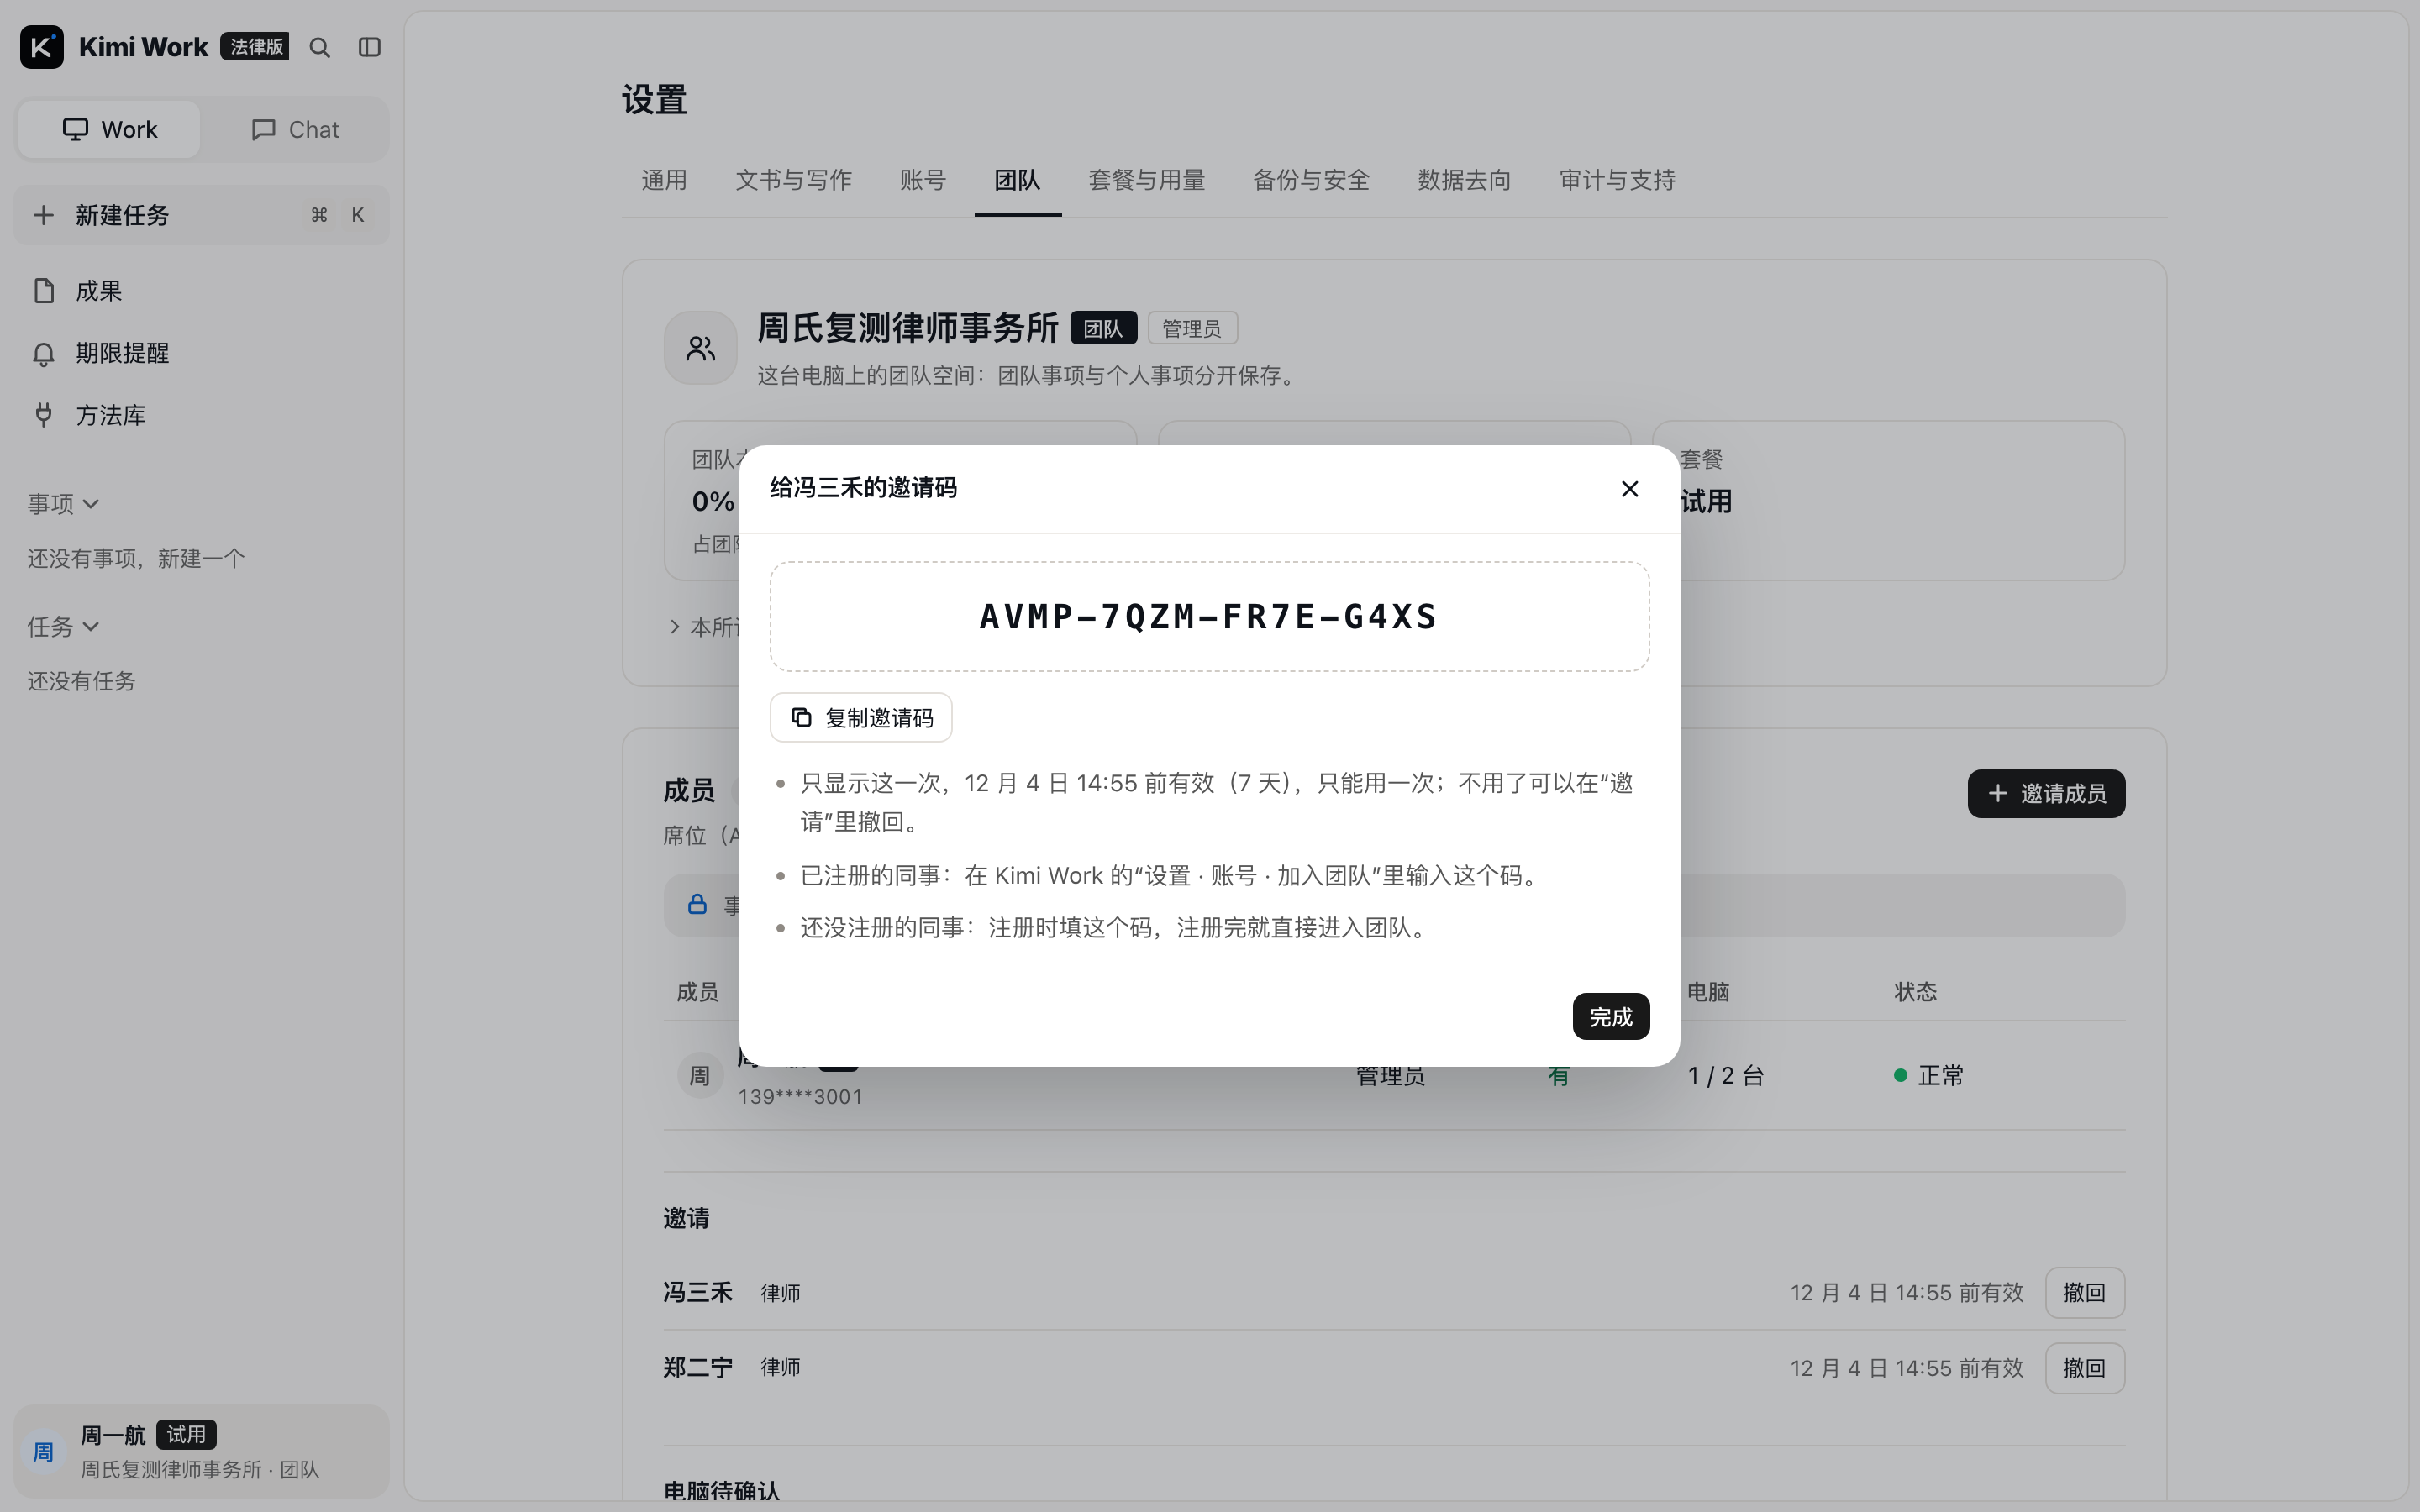 Kimi Work 法律版
Work
Chat
新建任务 ⌘ K
成果
期限提醒
方法库
事项
还没有事项，新建一个
任务
还没有任务
周 周一航 试用
周氏复测律师事务所 · 团队
设置
通用 文书与写作 账号 团队 套餐与用量 备份与安全 数据去向 审计与支持
周氏复测律师事务所 团队 管理员
这台电脑上的团队空间：团队事项与个人事项分开保存。
团队
0%
占团
套餐
试用
本所
给冯三禾的邀请码
AVMP-7QZM-FR7E-G4XS
复制邀请码
只显示这一次，12 月 4 日 14:55 前有效（7 天），只能用一次；不用了可以在“邀
请”里撤回。
已注册的同事：在 Kimi Work 的“设置 · 账号 · 加入团队”里输入这个码。
还没注册的同事：注册时填这个码，注册完就直接进入团队。
完成
成员
邀请成员
席位（
成员 电脑 状态
周 管理员 有 1 / 2 台 正常
139****3001
邀请
冯三禾 律师 12 月 4 日 14:55 前有效 撤回
郑二宁 律师 12 月 4 日 14:55 前有效 撤回
电脑待确认